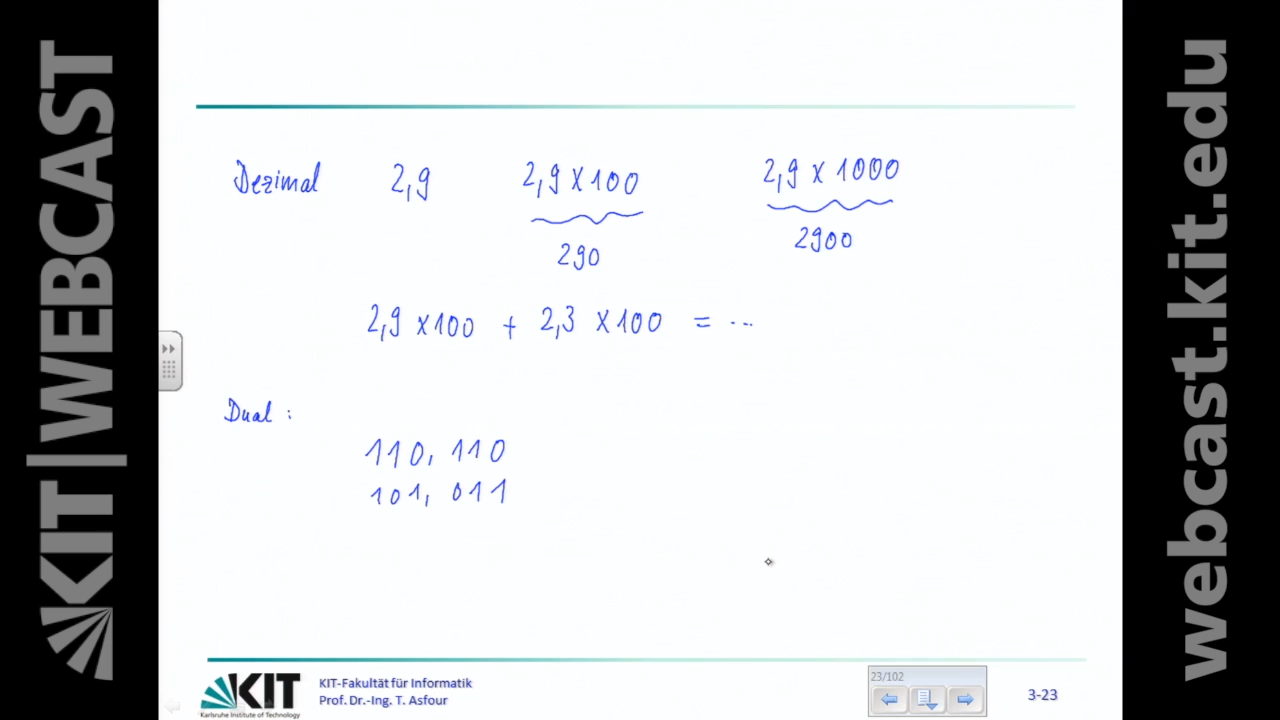 KIT|WEBCAST
Dezimal 2,9 2,9 x 100 2,9 x 1000
290 2900
2,9 x 100 + 2,3 x 100 = ...
Dual :
110, 110
101, 011
KIT
Karlsruhe Institute of Technology
KIT-Fakultät für Informatik
Prof. Dr.-Ing. T. Asfour
23/102
3-23
webcast.kit.edu